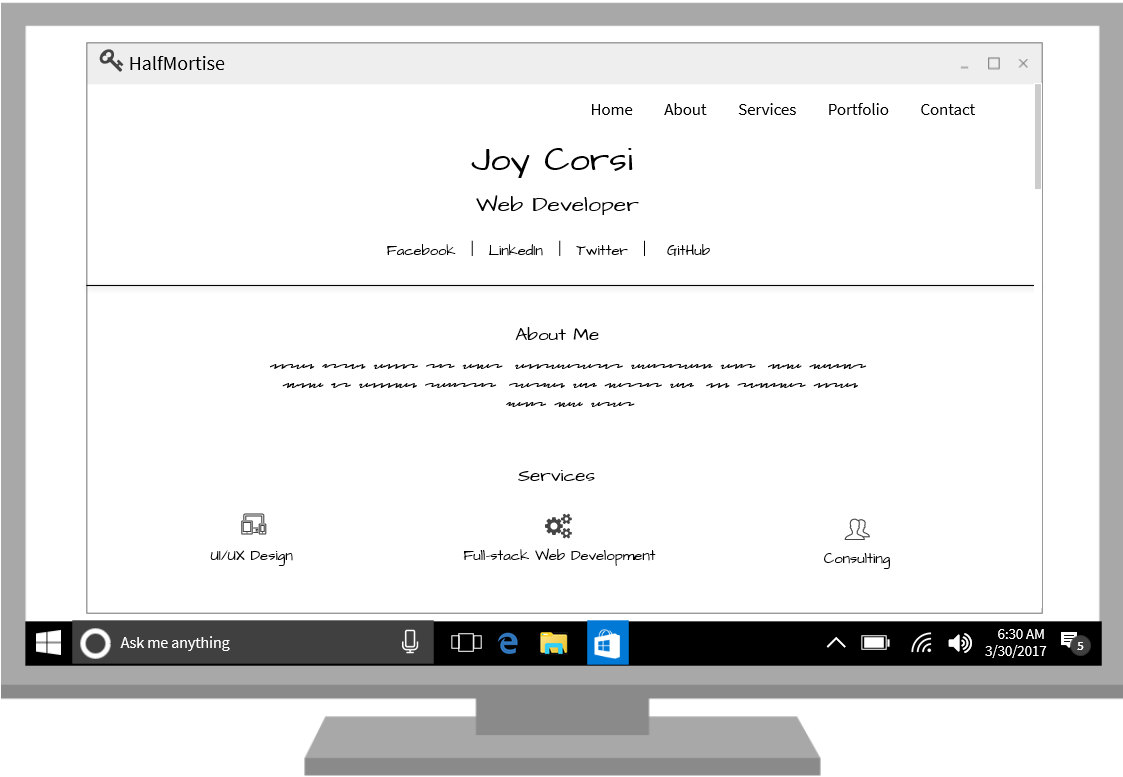 HalfMortise
Home About Services Portfolio Contact
Joy Corsi
Web Developer
Facebook | LinkedIn | Twitter | GitHub
About Me
Services
UI/UX Design Full-stack Web Development Consulting
Ask me anything
6:30 AM
3/30/2017
5